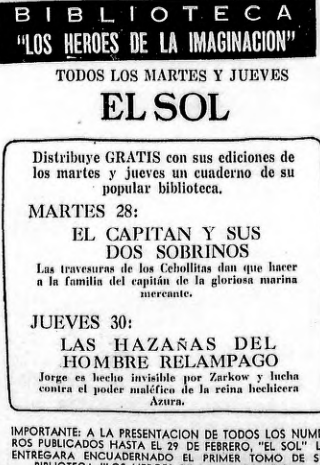 BIBLIOTECA
"LOS HEROES DE LA IMAGINACION"
TODOS LOS MARTES Y JUEVES
EL SOL
Distribuye GRATIS con sus ediciones de
los martes y jueves un cuaderno de su
popular biblioteca.
MARTES 28:
EL CAPITAN Y SUS
DOS SOBRINOS
Las travesuras de los Cebollitas dan que hacer
a la familia del capitán de la gloriosa marina
mercante.
JUEVES 30:
LAS HAZAÑAS DEL
HOMBRE RELAMPAGO
Jorge es hecho invisible por Zarkow y lucha
contra el poder maléfico de la reina hechicera
Azura.
IMPORTANTE: A LA PRESENTACION DE TODOS LOS NUME
ROS PUBLICADOS HASTA EL 29 DE FEBRERO, "EL SOL" L
ENTREGARA ENCUADERNADO EL PRIMER TOMO DE S